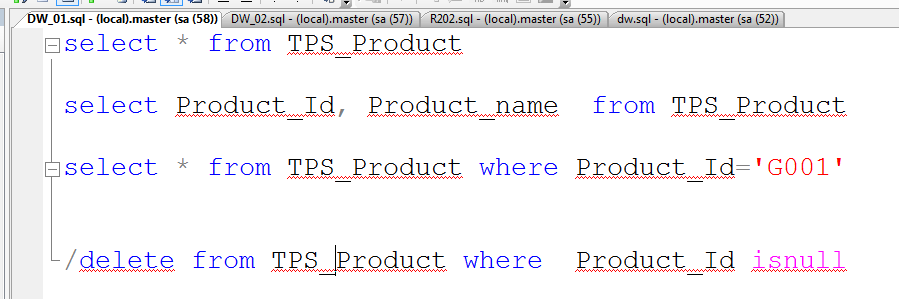 DW_01.sql - (local).master (sa (58)) DW_02.sql - (local).master (sa (57)) R202.sql - (local).master (sa (55)) dw.sql - (local).master (sa (52))
select * from TPS_Product
select Product_Id, Product_name from TPS_Product
select * from TPS_Product where Product_Id='G001'
/delete from TPS_Product where Product_Id isnull